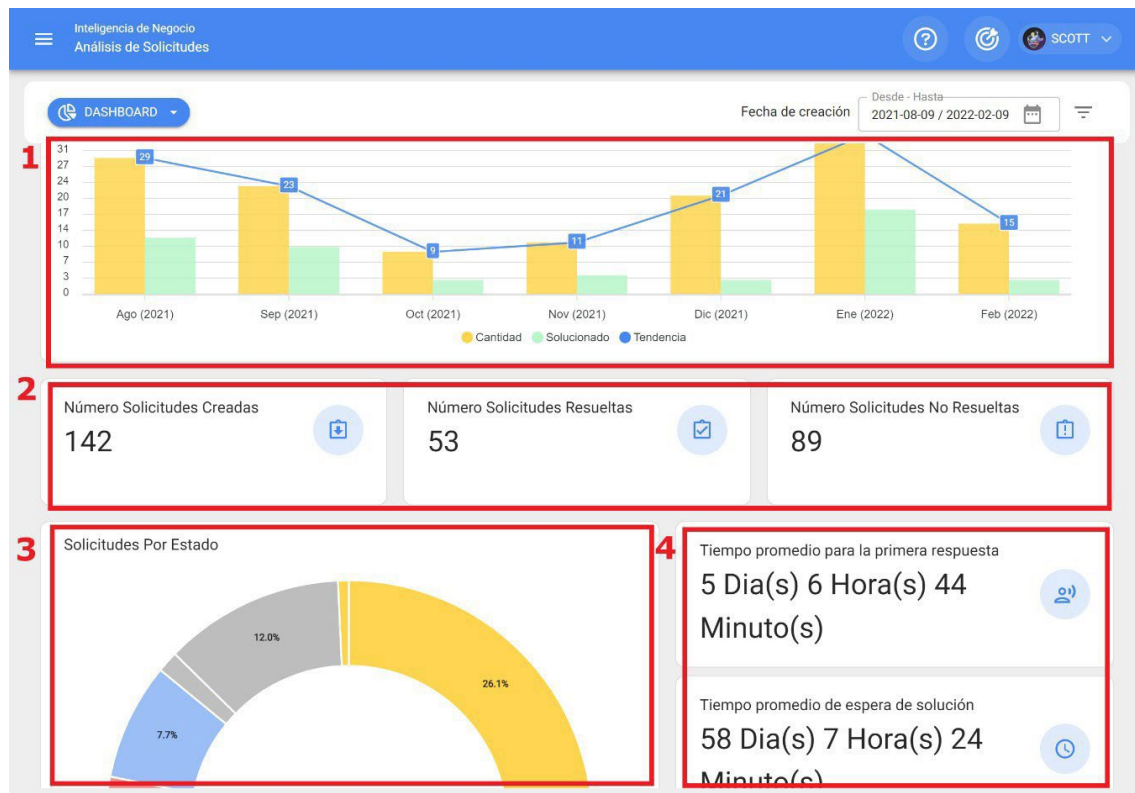 Inteligencia de Negocio
Análisis de Solicitudes
SCOTT
DASHBOARD
Fecha de creación
Desde - Hasta
2021-08-09 / 2022-02-09
1
31
27
24
20
17
14
10
7
3
0
29
23
9
11
21
15
Ago (2021)
Sep (2021)
Oct (2021)
Nov (2021)
Dic (2021)
Ene (2022)
Feb (2022)
Cantidad
Solucionado
Tendencia
2
Número Solicitudes Creadas
142
Número Solicitudes Resueltas
53
Número Solicitudes No Resueltas
89
3
Solicitudes Por Estado
12.0%
26.1%
7.7%
4
Tiempo promedio para la primera respuesta
5 Dia(s) 6 Hora(s) 44
Minuto(s)
Tiempo promedio de espera de solución
58 Dia(s) 7 Hora(s) 24
Minuto(s)